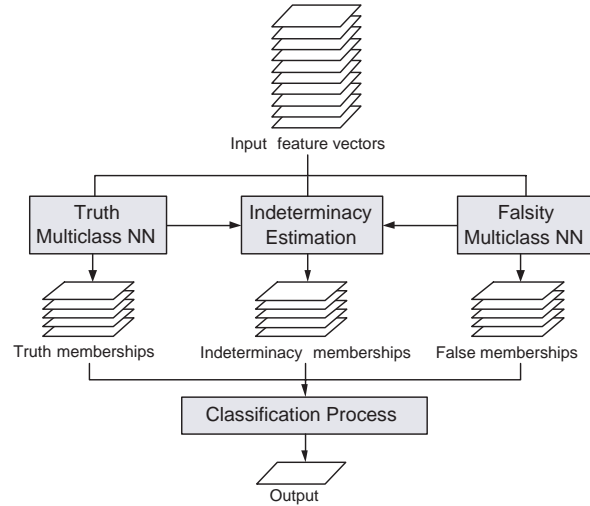 Input feature vectors
Truth
Multiclass NN
Indeterminacy
Estimation
Falsity
Multiclass NN
Truth memberships
Indeterminacy memberships
False memberships
Classification Process
Output